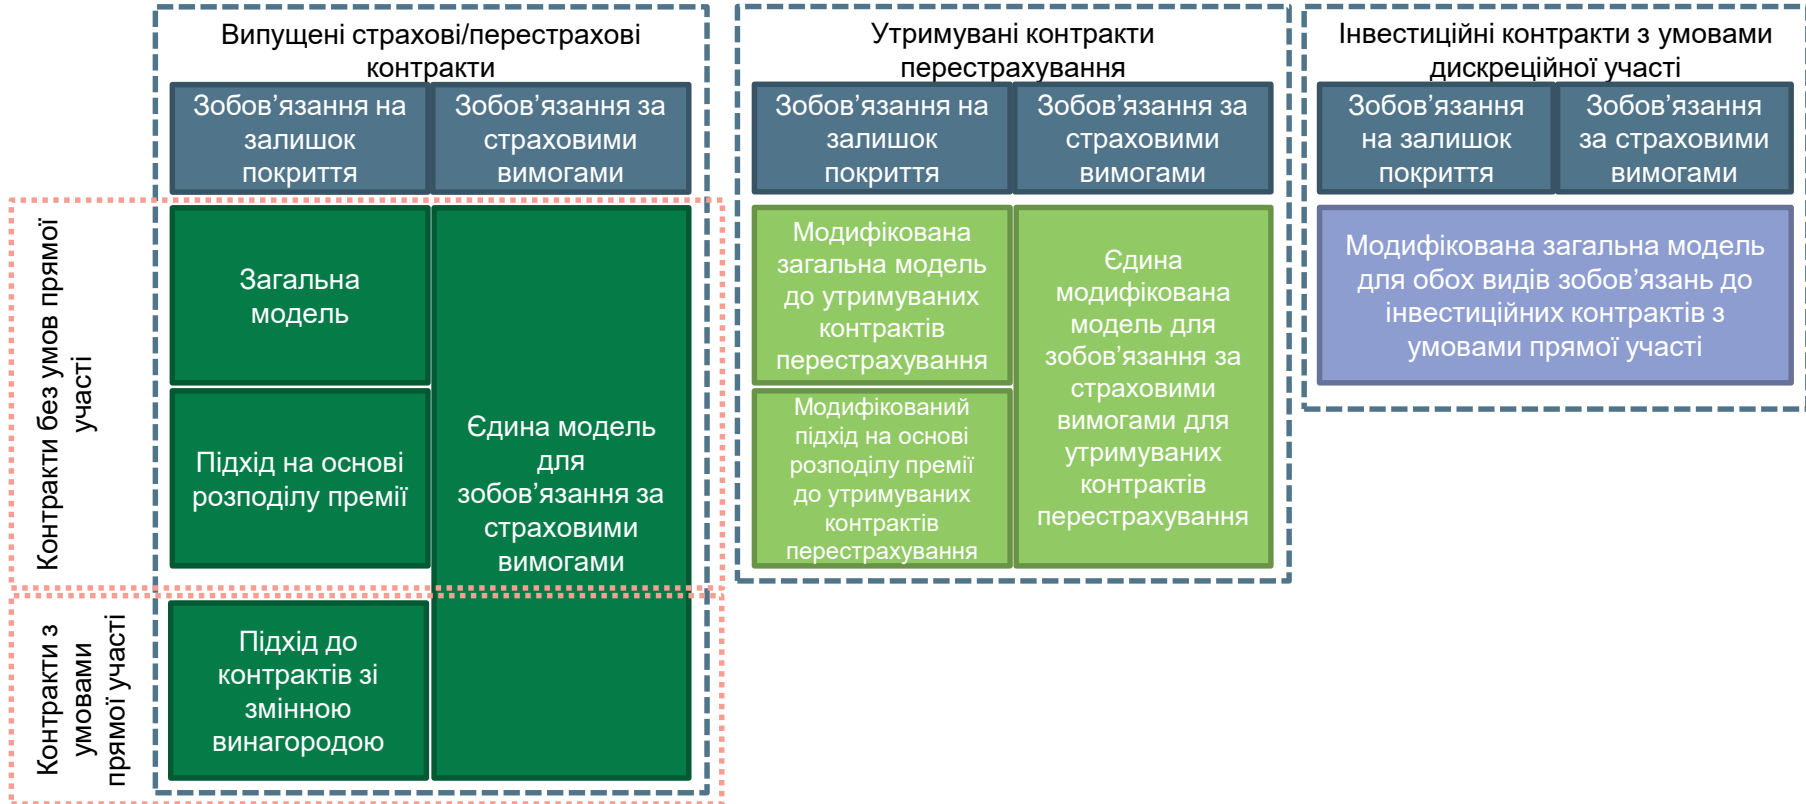 Випущені страхові/перестрахові
контракти
Утримувані контракти
перестрахування
Інвестиційні контракти з умовами
дискреційної участі
Зобов’язання на
залишок
покриття
Зобов’язання за
страховими
вимогами
Зобов’язання на
залишок
покриття
Зобов’язання за
страховими
вимогами
Зобов’язання
на залишок
покриття
Зобов’язання
за страховими
вимогами
Контракти без умов прямої
участі
Загальна
модель
Підхід на основі
розподілу премії
Єдина модель
для
зобов’язання за
страховими
вимогами
Модифікована
загальна модель
до утримуваних
контрактів
перестрахування
Модифікований
підхід на основі
розподілу премії
до утримуваних
контрактів
перестрахування
Єдина
модифікована
модель для
зобов’язання за
страховими
вимогами для
утримуваних
контрактів
перестрахування
Модифікована загальна модель
для обох видів зобов’язань до
інвестиційних контрактів з
умовами прямої участі
Контракти з
умовами
прямої участі
Підхід до
контрактів зі
змінною
винагородою